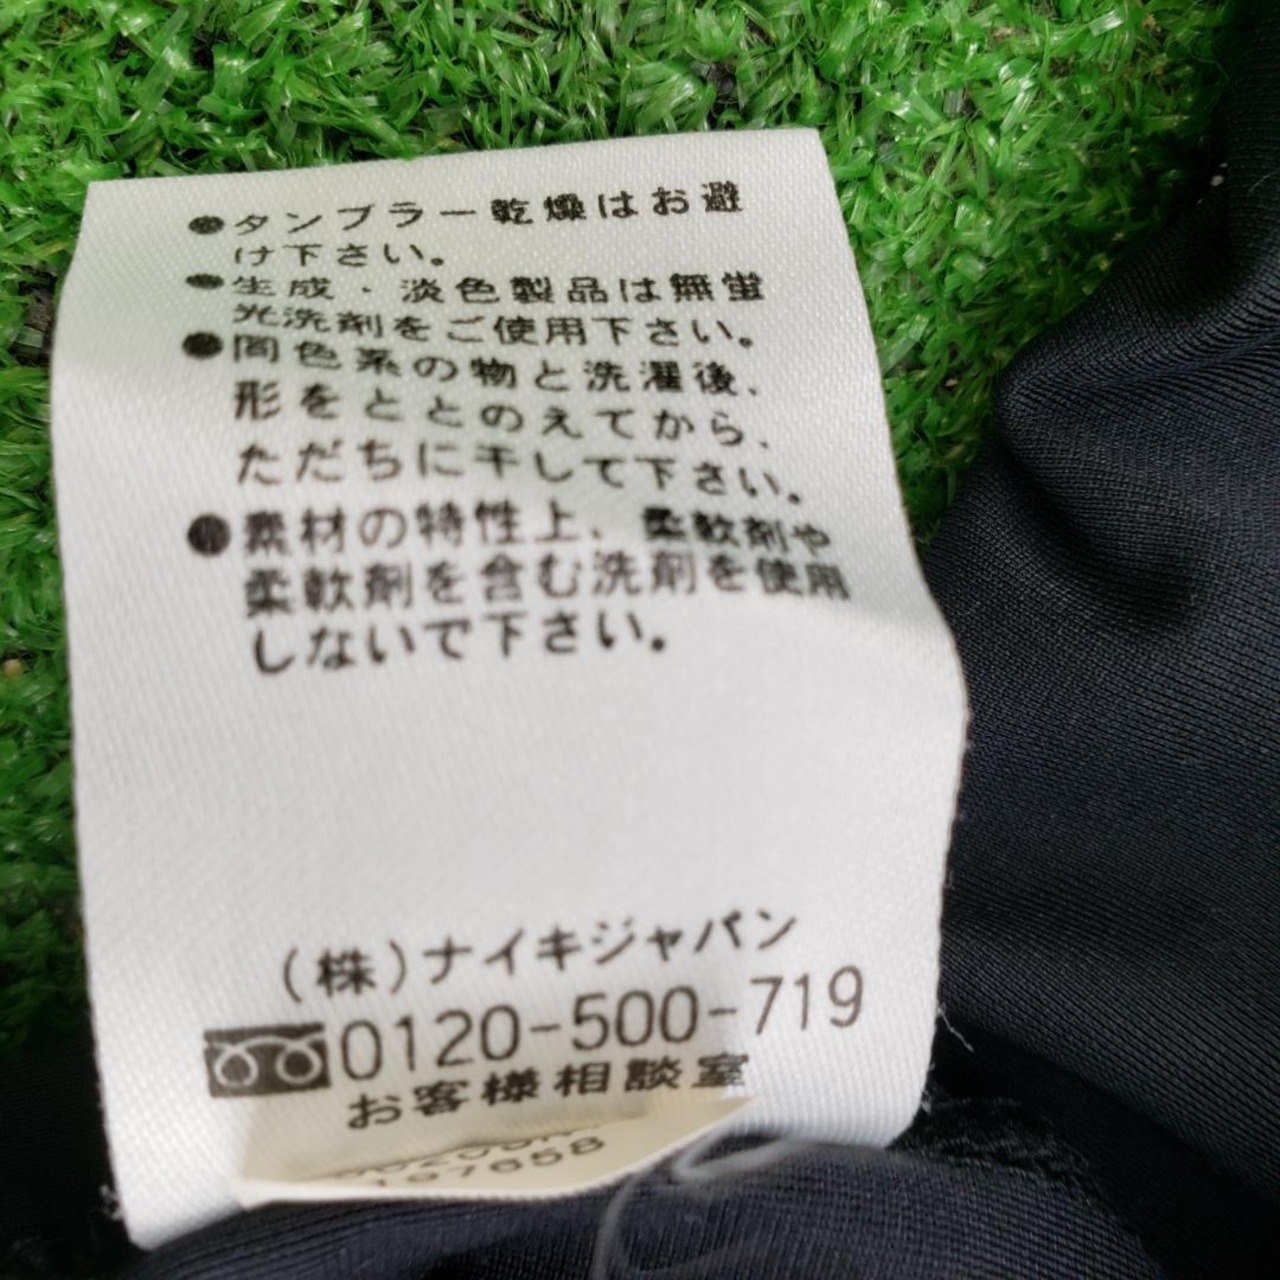 ●タンブラー乾燥はお避
け下さい。
●生成・淡色製品は無蛍
光洗剤をご使用下さい。
●同色系の物と洗濯後、
形をととのえてから、
ただちに干して下さい。
●素材の特性上、柔軟剤や
柔軟剤を含む洗剤を使用
しないで下さい。
(株)ナイキジャパン
0120-500-719
お客様相談室
197658